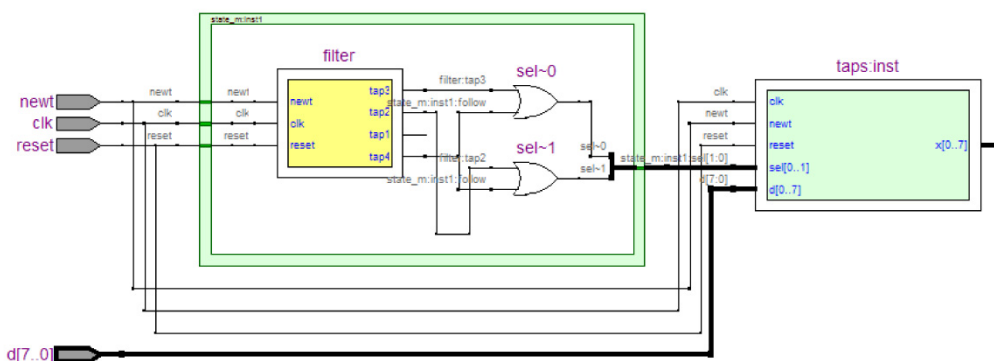 state_m:inst1
filter
sel~0
taps:inst
newt
clk
reset
newt
clk
reset
newt
clk
reset
newt
clk
reset
tap3
tap2
tap1
tap4
filter:tap3
state_m:inst1:follow
filter:tap2
state_m:inst1:follow
sel~1
sel~0
sel~1
state_m:inst1:sel[1:0]
d[7:0]
clk
newt
reset
clk
newt
reset
sel[0..1]
d[0..7]
x[0..7]
d[7..0]